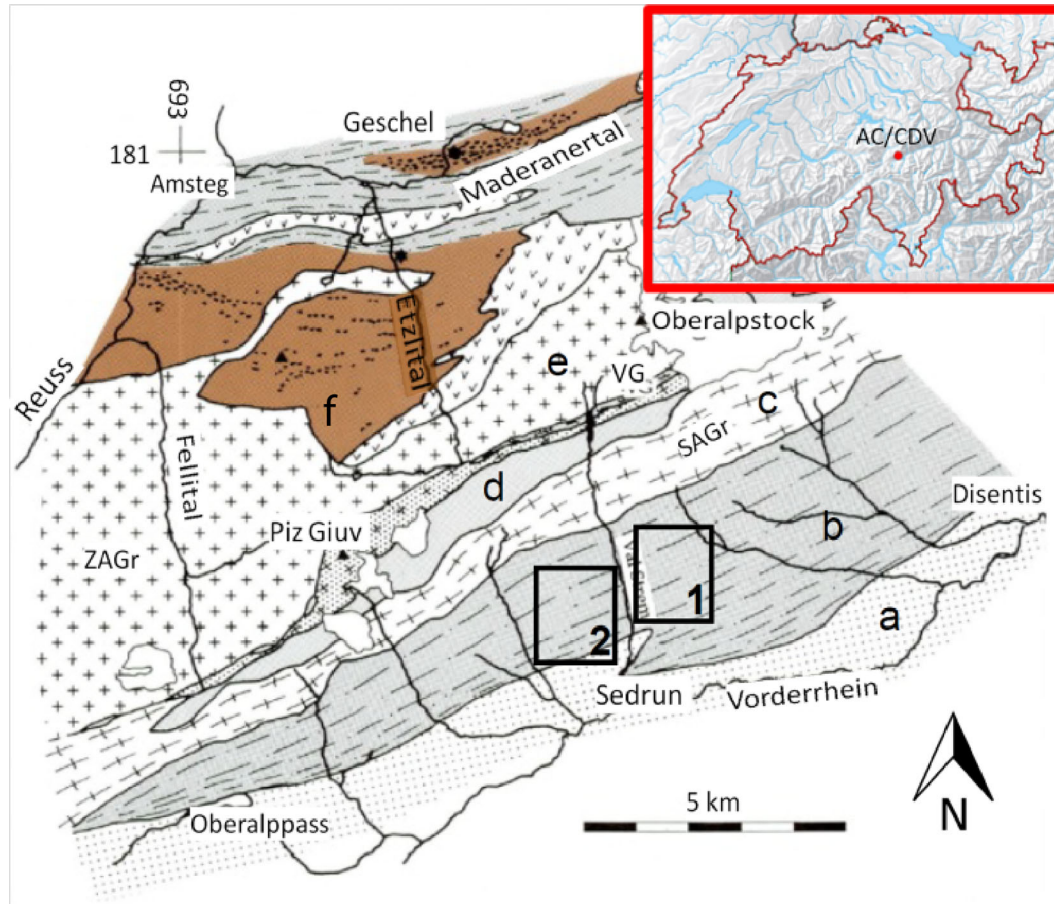 693
181
Geschel
Amsteg
Maderanertal
AC/CDV
Etzlital
Oberalpstock
Reuss
e
VG
c
f
Fellital
SAGr
d
Disentis
Piz Giuv
b
ZAGr
1
2
a
Sedrun
Vorderrhein
5 km
Oberalppass
N